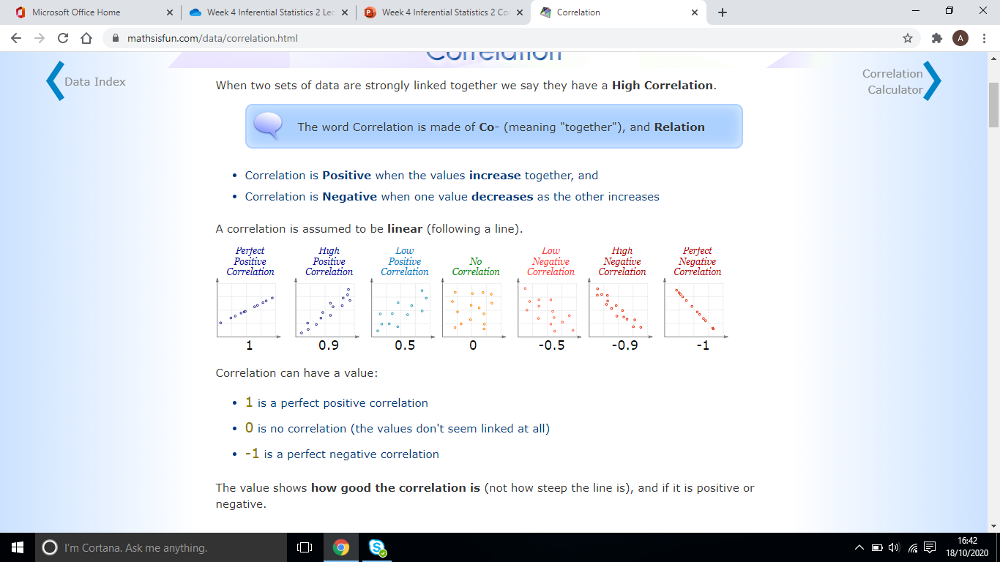 Microsoft Office Home
Week 4 Inferential Statistics 2 Lec
Week 4 Inferential Statistics 2 Co
Correlation
mathsisfun.com/data/correlation.html
A
Correlation
Data Index
Correlation
Calculator
When two sets of data are strongly linked together we say they have a High Correlation.
The word Correlation is made of Co- (meaning "together"), and Relation
• Correlation is Positive when the values increase together, and
• Correlation is Negative when one value decreases as the other increases
A correlation is assumed to be linear (following a line).
Perfect Positive Correlation
High Positive Correlation
Low Positive Correlation
No Correlation
Low Negative Correlation
High Negative Correlation
Perfect Negative Correlation
1 0.9 0.5 0 -0.5 -0.9 -1
Correlation can have a value:
• 1 is a perfect positive correlation
• 0 is no correlation (the values don't seem linked at all)
• -1 is a perfect negative correlation
The value shows how good the correlation is (not how steep the line is), and if it is positive or
negative.
I'm Cortana. Ask me anything.
16:42
18/10/2020